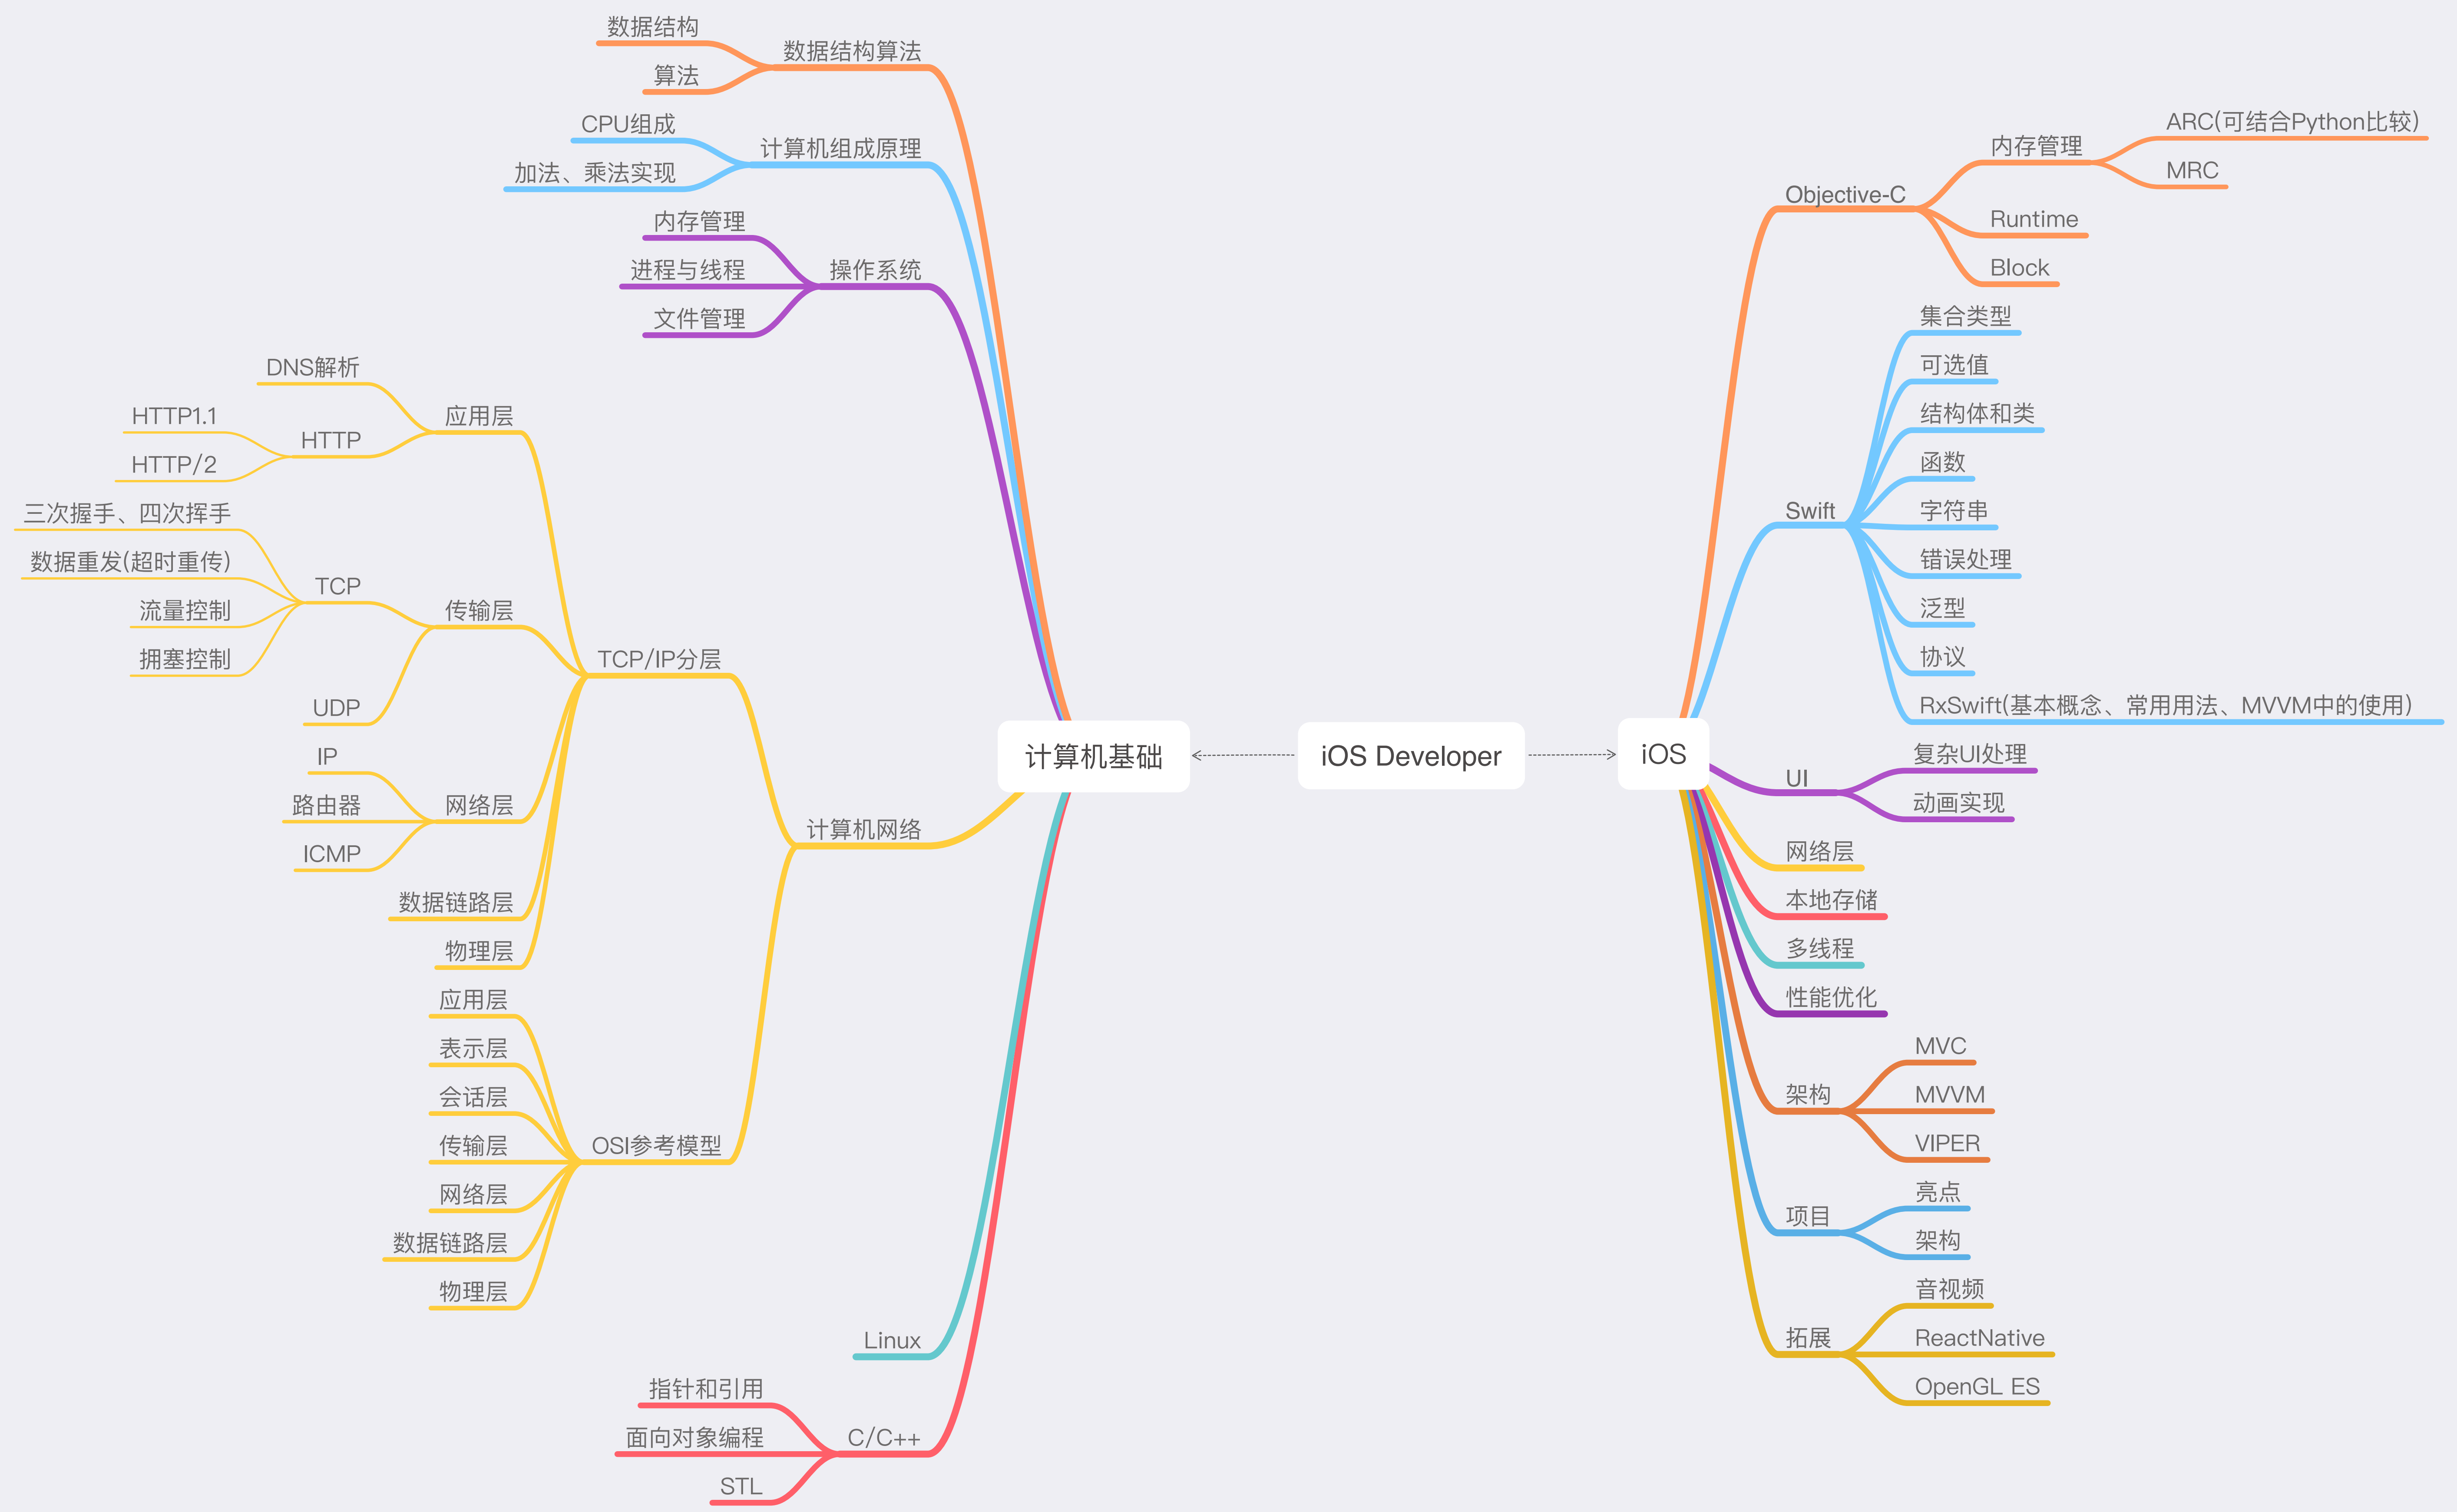 iOS Developer
计算机基础
数据结构算法
数据结构
算法
计算机组成原理
CPU组成
加法、乘法实现
操作系统
内存管理
进程与线程
文件管理
计算机网络
TCP/IP分层
应用层
DNS解析
HTTP
HTTP1.1
HTTP/2
传输层
TCP
三次握手、四次挥手
数据重发(超时重传)
流量控制
拥塞控制
UDP
网络层
IP
路由器
ICMP
数据链路层
物理层
OSI参考模型
应用层
表示层
会话层
传输层
网络层
数据链路层
物理层
Linux
C/C++
指针和引用
面向对象编程
STL
iOS
Objective-C
内存管理
ARC(可结合Python比较)
MRC
Runtime
Block
Swift
集合类型
可选值
结构体和类
函数
字符串
错误处理
泛型
协议
RxSwift(基本概念、常用用法、MVVM中的使用)
UI
复杂UI处理
动画实现
网络层
本地存储
多线程
性能优化
架构
MVC
MVVM
VIPER
项目
亮点
架构
拓展
音视频
ReactNative
OpenGL ES